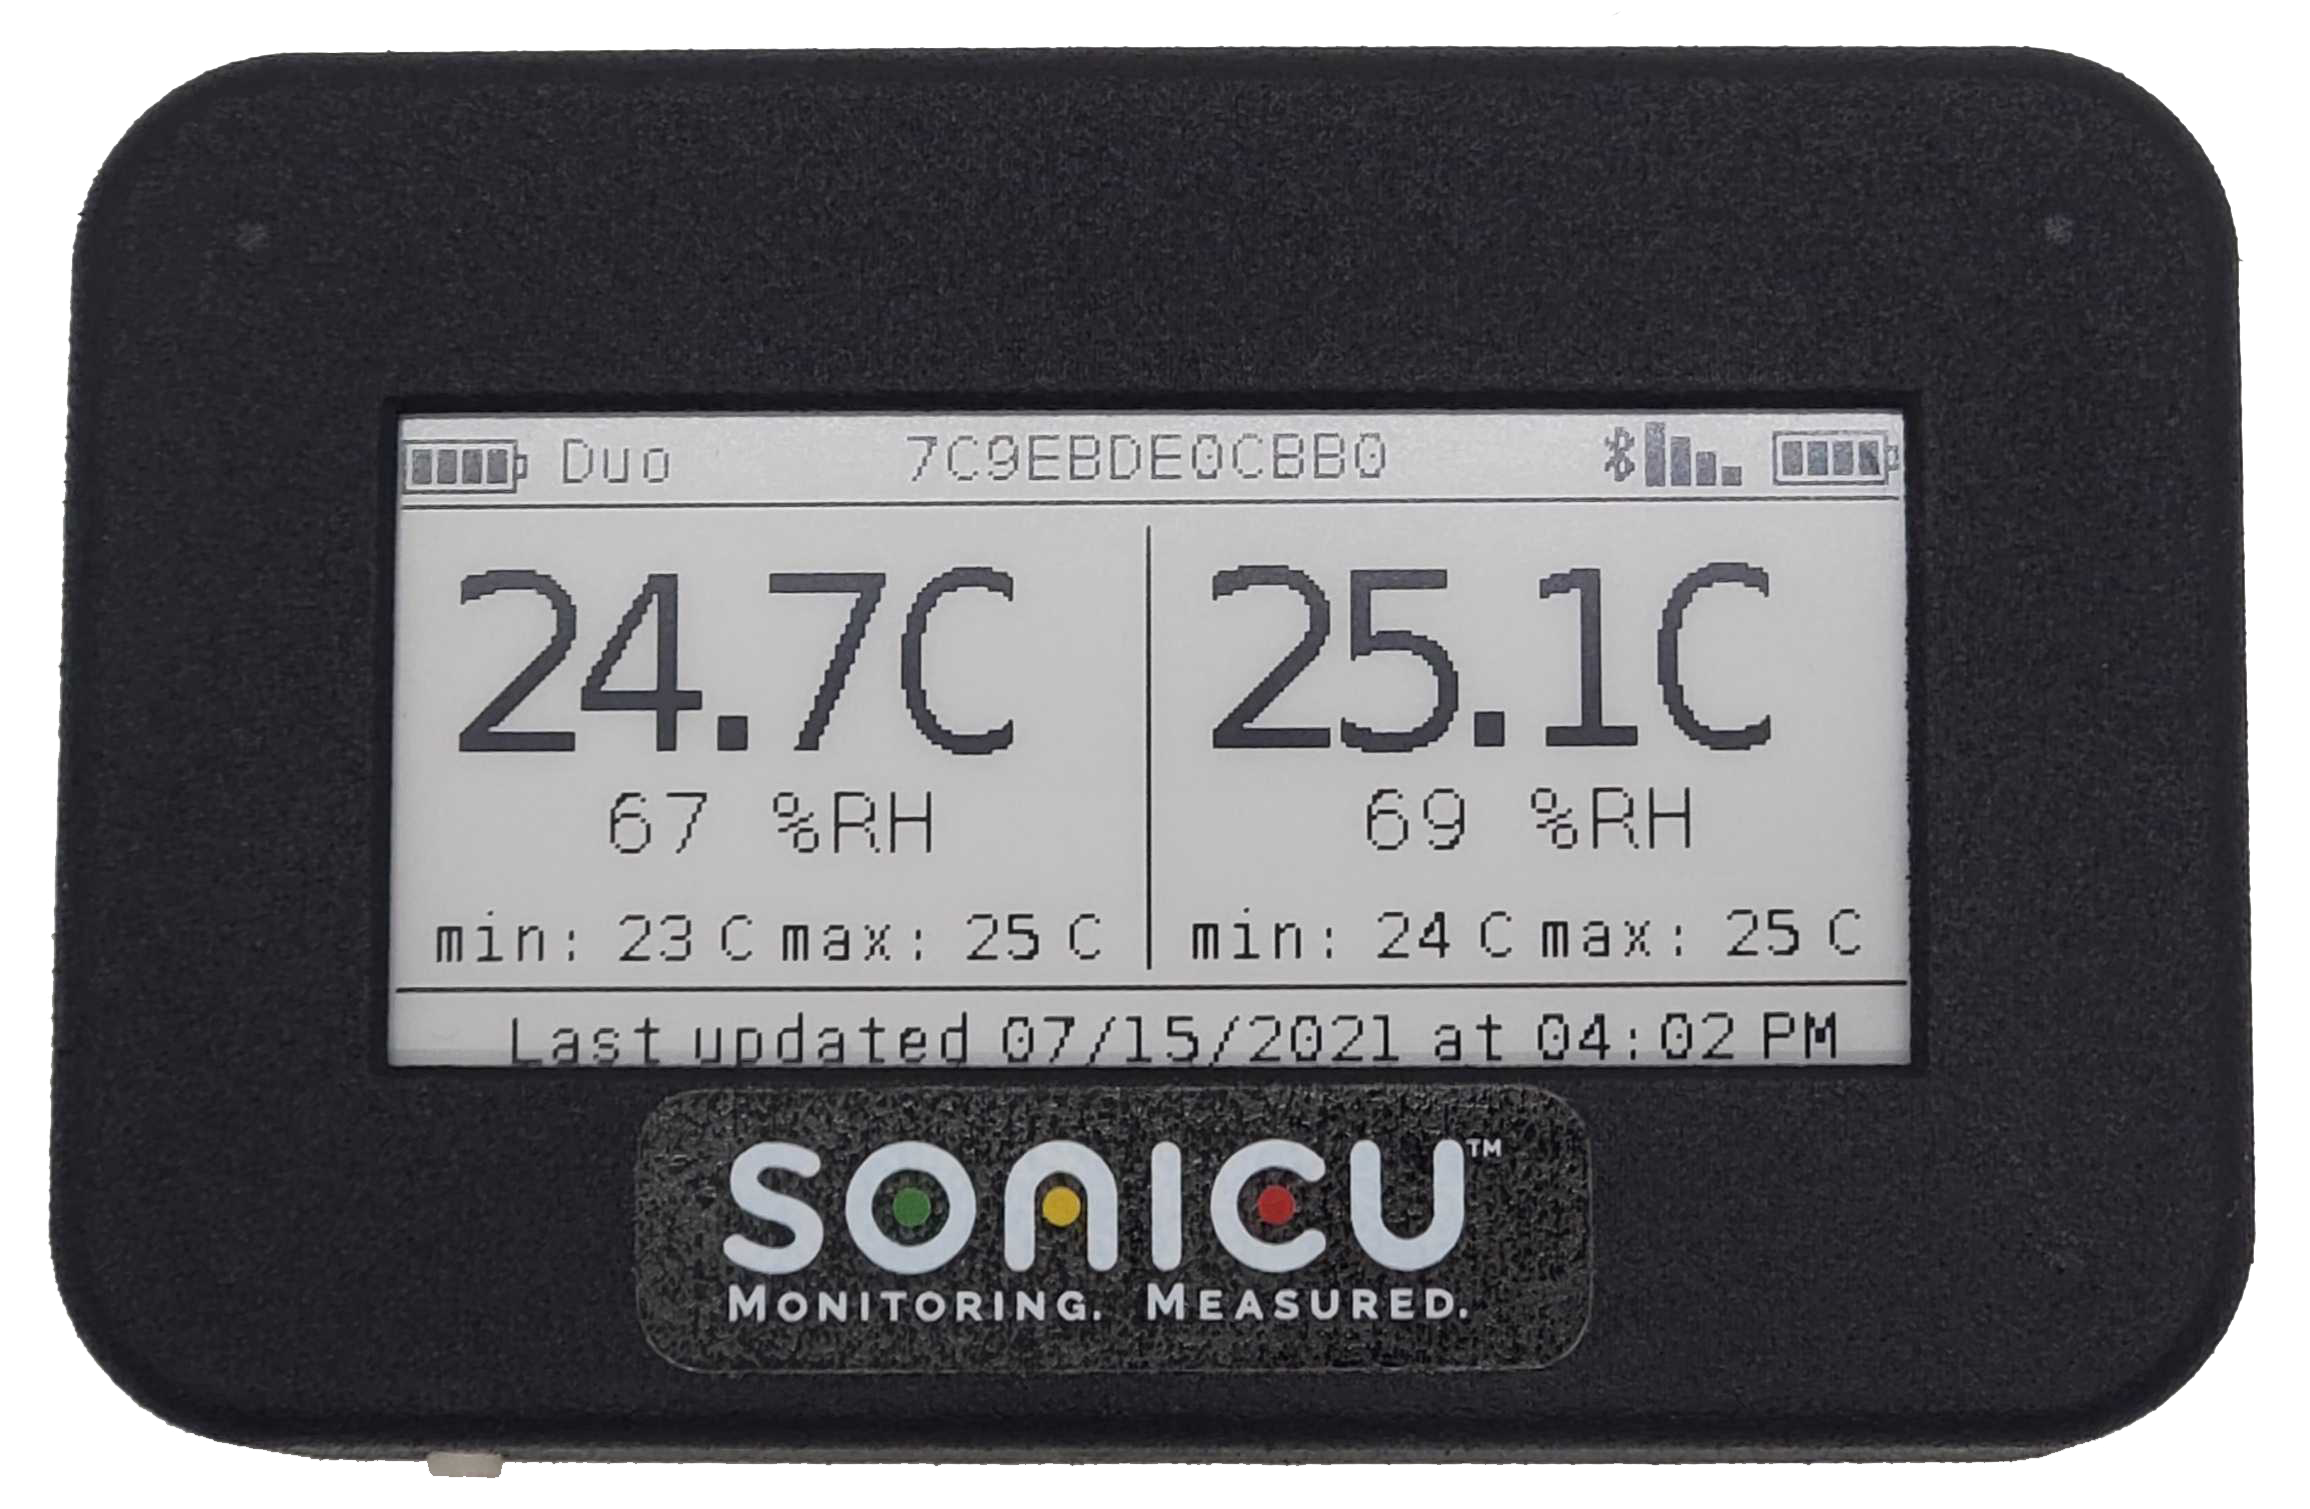 Duo 7C9EBDE0CBB0
24.7C 25.1C
67 %RH 69 %RH
min: 23 C max: 25 C min: 24 C max: 25 C
Last updated 07/15/2021 at 04:02 PM
SONICU™
MONITORING. MEASURED.